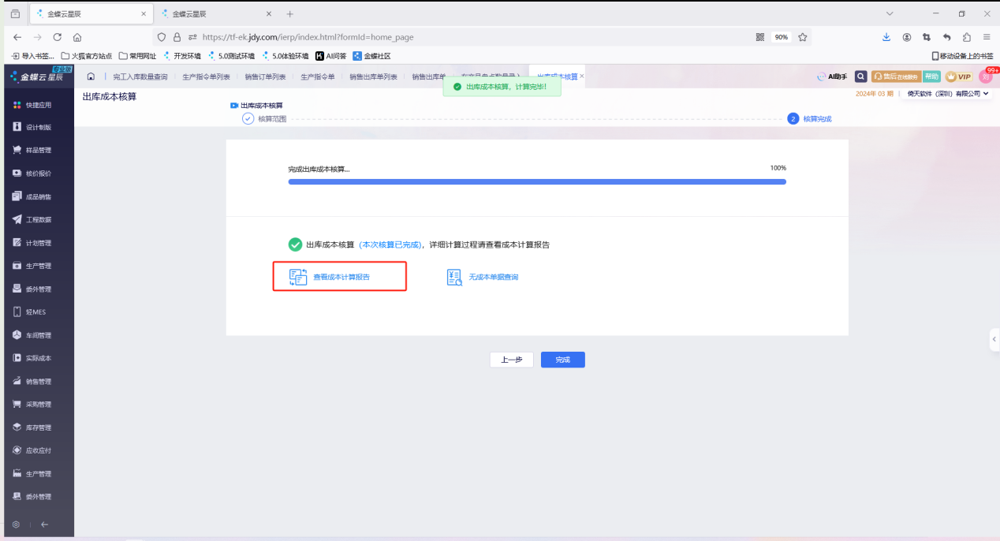 金蝶云星辰
金蝶云星辰
https://tf-ek.jdy.com/ierp/index.html?formId=home_page
90%
导入书签... 火狐官方站点 常用网址 开发环境 5.0测试环境 5.0体验环境 AI问答 金蝶社区
移动设备上的书签
金蝶云星辰 专业版
完工入库数量查询 生产指令单列表 销售订单列表 生产指令单 销售出库单列表 销售出库单
出库成本核算，计算完毕!
AI助手 售后在线服务 帮助 VIP 刘 99+
出库成本核算
2024年 03 期 倚天软件（深圳）有限公司
出库成本核算
核算范围
2 核算完成
快捷应用
设计制版
样品管理
核价报价
成品销售
工程数据
计划管理
生产管理
委外管理
轻MES
车间管理
实际成本
销售管理
采购管理
库存管理
应收应付
生产管理
委外管理
完成出库成本核算... 100%
出库成本核算（本次核算已完成），详细计算过程请查看成本计算报告
查看成本计算报告 无成本单据查询
上一步 完成